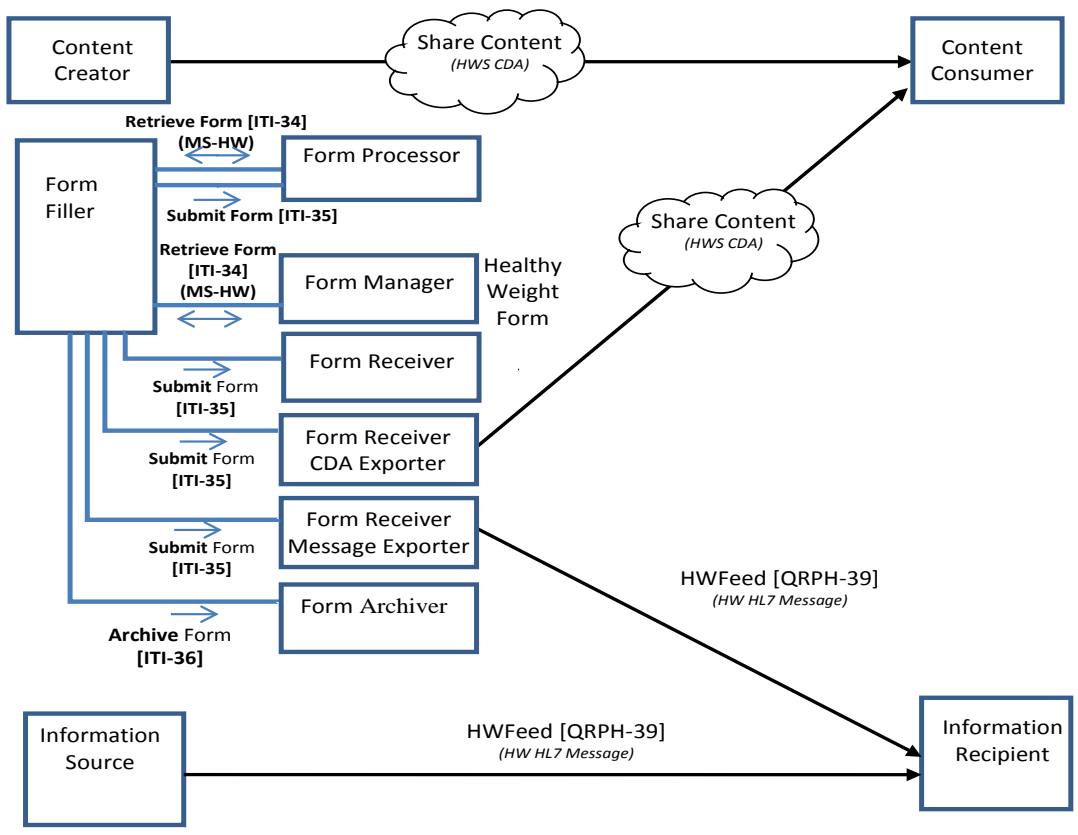 Content
Creator
Share Content
(HWS CDA)
Content
Consumer
Retrieve Form [ITI-34]
(MS-HW)
Form
Filler
Form Processor
Submit Form [ITI-35]
Share Content
(HWS CDA)
Retrieve Form
[ITI-34]
(MS-HW)
Form Manager
Healthy
Weight
Form
Form Receiver
Submit Form
[ITI-35]
Form Receiver
CDA Exporter
Submit Form
[ITI-35]
Form Receiver
Message Exporter
Submit Form
[ITI-35]
HWFeed [QRPH-39]
(HW HL7 Message)
Form Archiver
Archive Form
[ITI-36]
Information
Source
HWFeed [QRPH-39]
(HW HL7 Message)
Information
Recipient